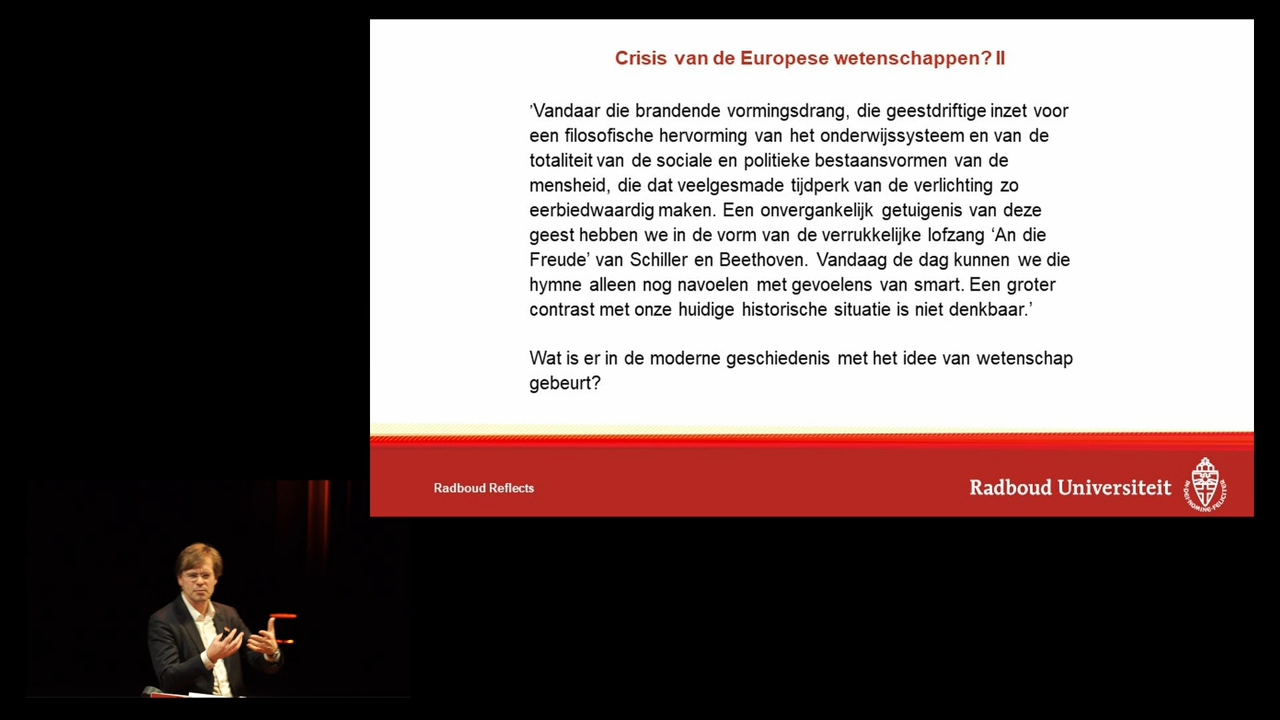 Crisis van de Europese wetenschappen? II
’Vandaar die brandende vormingsdrang, die geestdriftige inzet voor
een filosofische hervorming van het onderwijssysteem en van de
totaliteit van de sociale en politieke bestaansvormen van de
mensheid, die dat veelgesmade tijdperk van de verlichting zo
eerbiedwaardig maken. Een onvergankelijk getuigenis van deze
geest hebben we in de vorm van de verrukkelijke lofzang ‘An die
Freude’ van Schiller en Beethoven. Vandaag de dag kunnen we die
hymne alleen nog navoelen met gevoelens van smart. Een groter
contrast met onze huidige historische situatie is niet denkbaar.’
Wat is er in de moderne geschiedenis met het idee van wetenschap
gebeurt?
Radboud Reflects
Radboud Universiteit